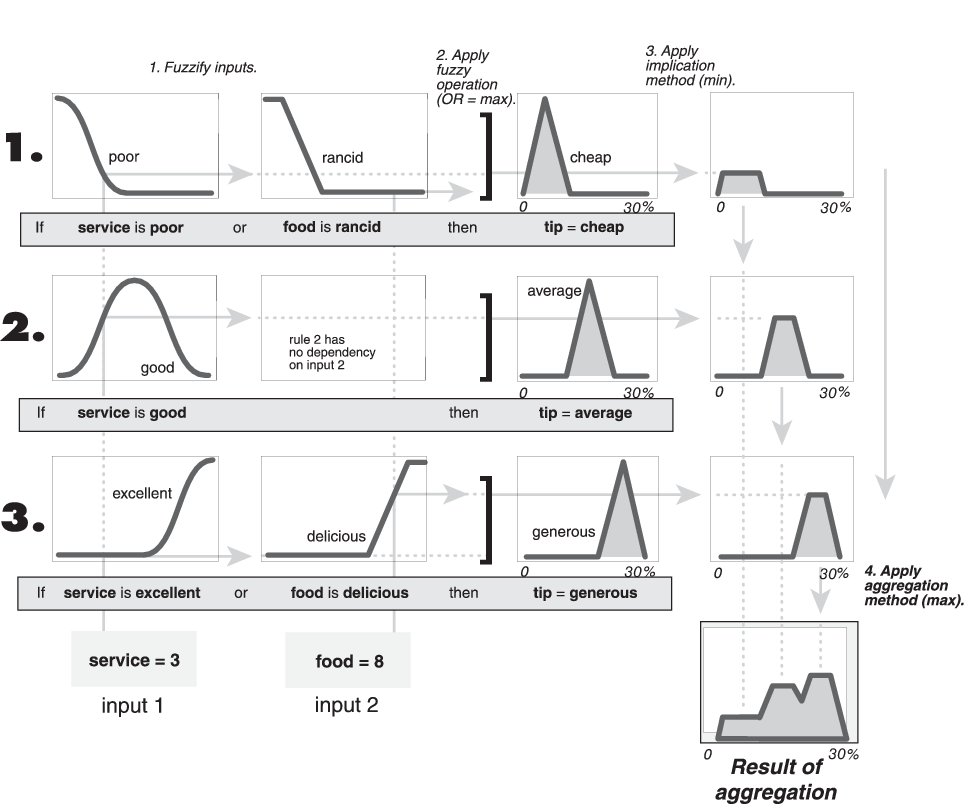 1. Fuzzify inputs.
2. Apply
fuzzy
operation
(OR = max).
3. Apply
implication
method (min).
1.
poor
rancid
cheap
0
30%
0
30%
If service is poor or food is rancid then tip = cheap
2.
good
rule 2 has
no dependency
on input 2
average
0
30%
0
30%
If service is good then tip = average
3.
excellent
delicious
generous
0
30%
0
30%
If service is excellent or food is delicious then tip = generous
4. Apply
aggregation
method (max).
service = 3
input 1
food = 8
input 2
0
30%
Result of
aggregation